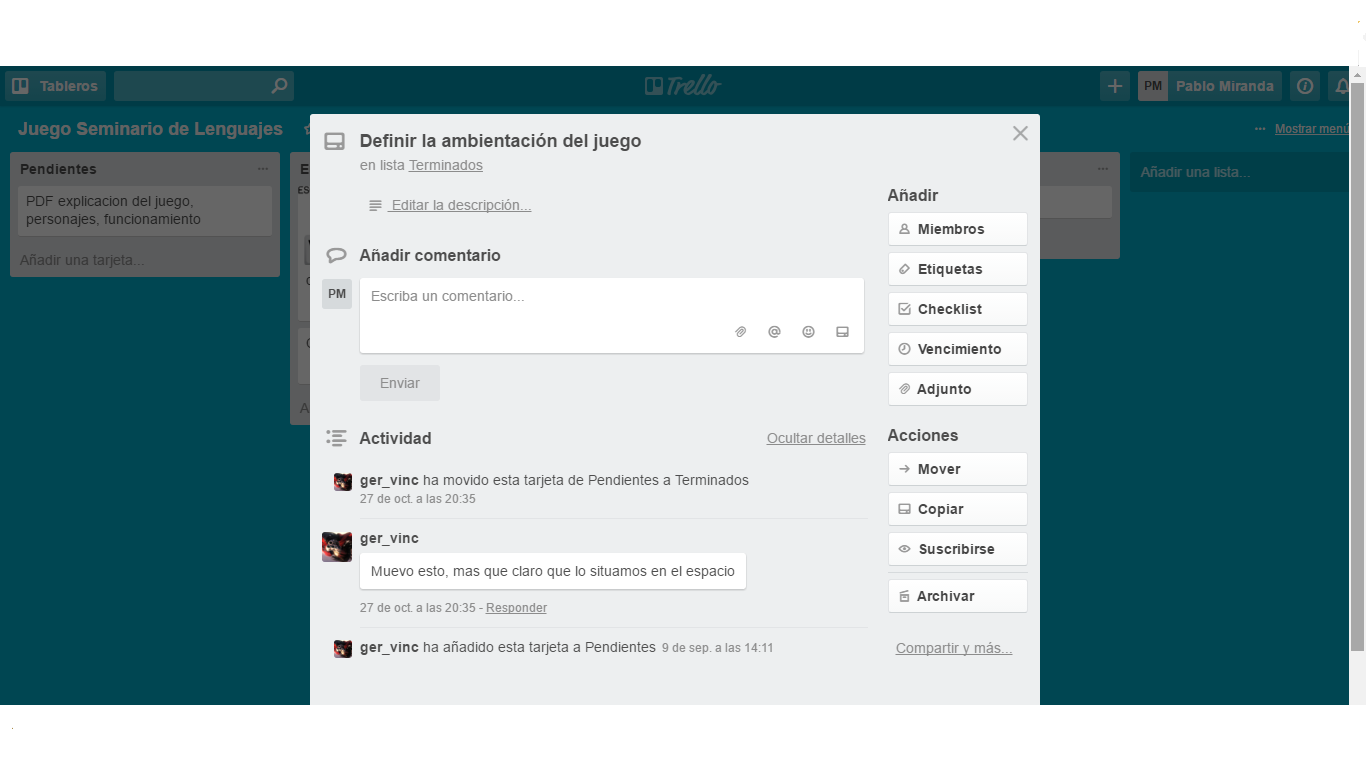 Tableros
Trello
PM Pablo Miranda
Juego Seminario de Lenguajes
... Mostrar menú
Pendientes ...
PDF explicacion del juego,
personajes, funcionamiento
Añadir una tarjeta...
...
Añadir una lista...
Definir la ambientación del juego
en lista Terminados
Editar la descripción...
Añadir comentario
PM
Escriba un comentario...
Enviar
Actividad Ocultar detalles
ger_vinc ha movido esta tarjeta de Pendientes a Terminados
27 de oct. a las 20:35
ger_vinc
Muevo esto, mas que claro que lo situamos en el espacio
27 de oct. a las 20:35 - Responder
ger_vinc ha añadido esta tarjeta a Pendientes 9 de sep. a las 14:11
Añadir
Miembros
Etiquetas
Checklist
Vencimiento
Adjunto
Acciones
Mover
Copiar
Suscribirse
Archivar
Compartir y más...